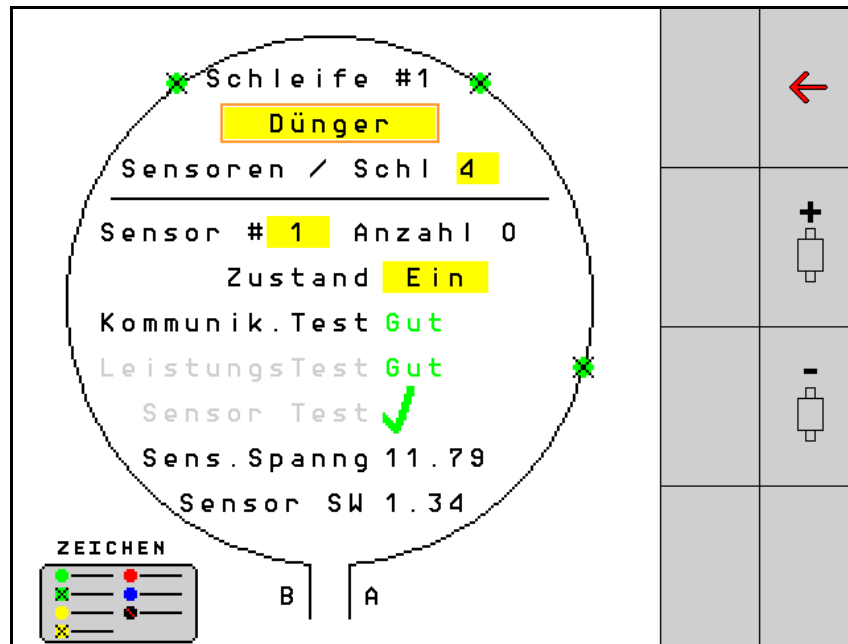 Schleife #1
Dünger
Sensoren / Schl 4
Sensor # 1 Anzahl 0
Zustand Ein
Kommunik.Test Gut
LeistungsTest Gut
Sensor Test
Sens.Spanng 11.79
Sensor SW 1.34
ZEICHEN
B A
+
-